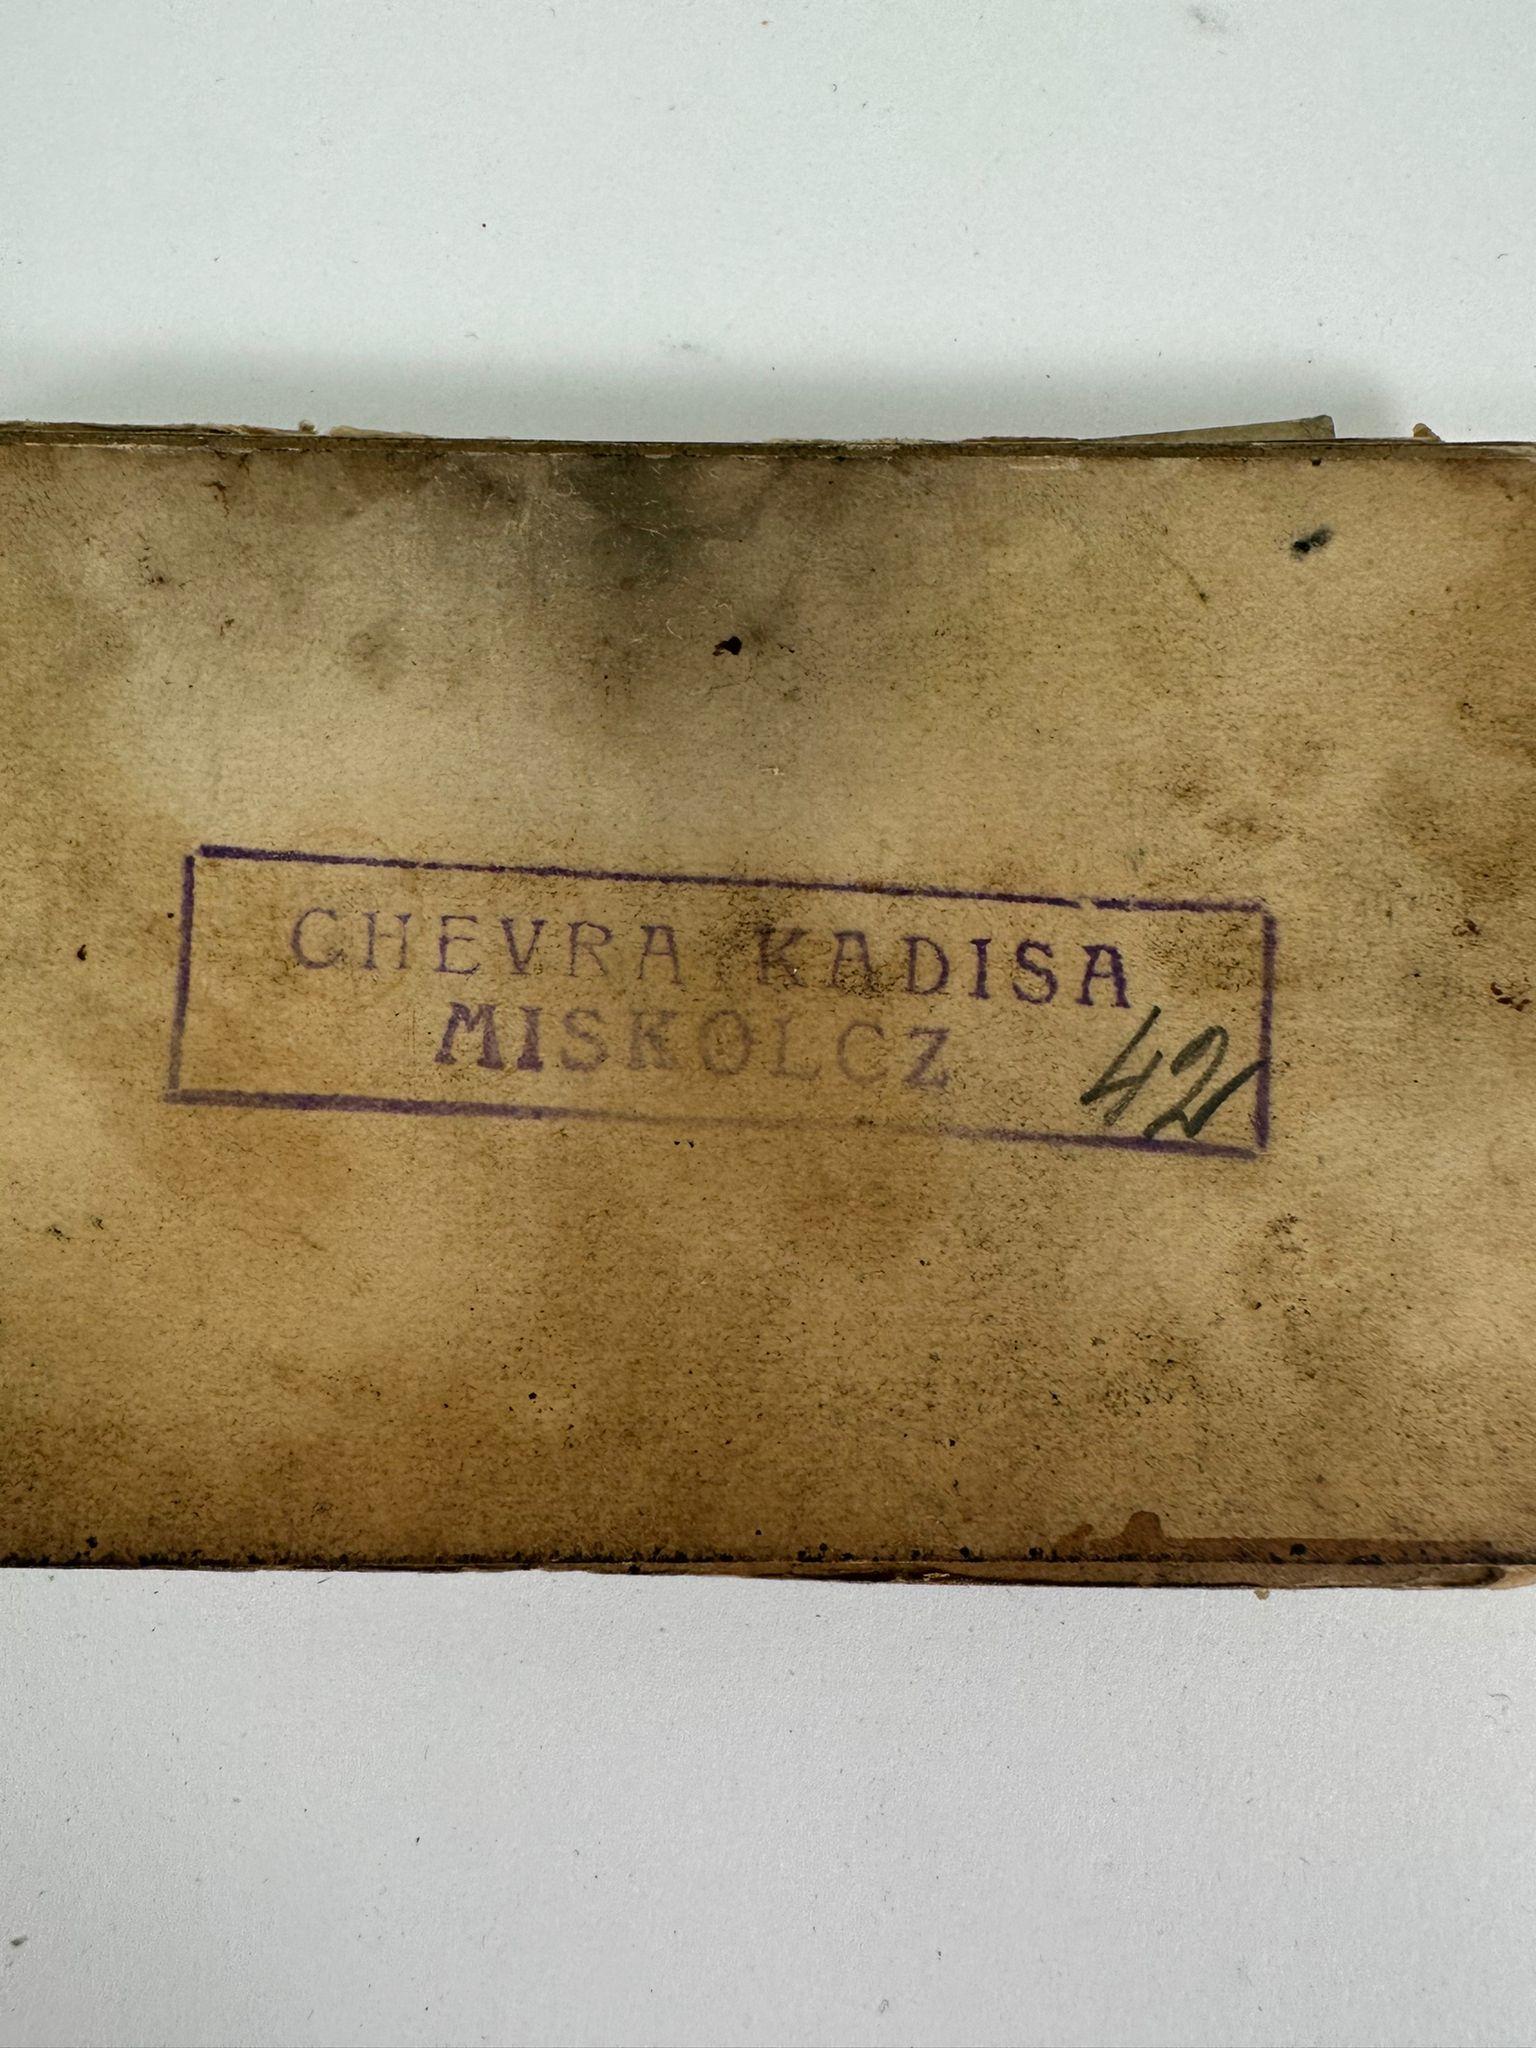 CHEVRA KADISA
MISKOLCZ
42